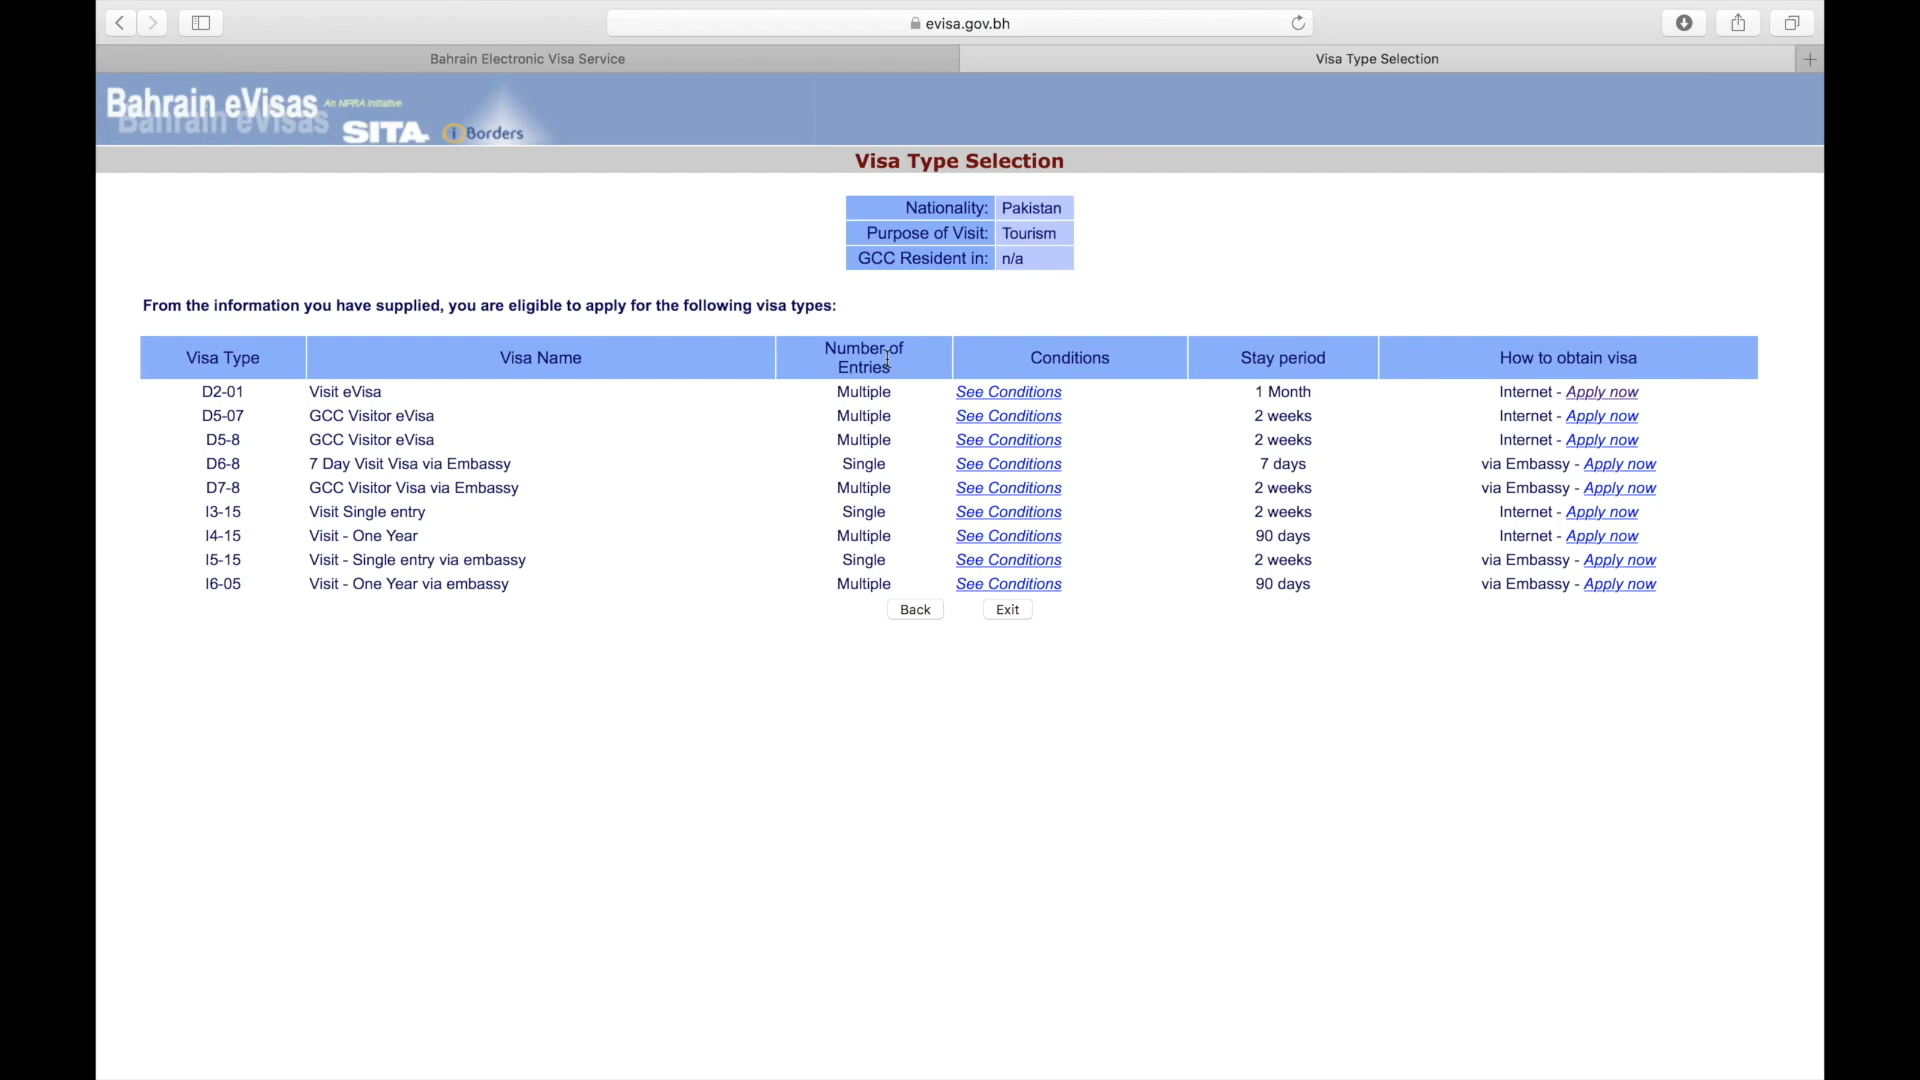 evisa.gov.bh
Bahrain Electronic Visa Service
Visa Type Selection
Bahrain eVisas An NPRA Initiative
SITA iBorders
Visa Type Selection
Nationality: Pakistan
Purpose of Visit: Tourism
GCC Resident in: n/a
From the information you have supplied, you are eligible to apply for the following visa types:
Visa Type Visa Name Number of Entries Conditions Stay period How to obtain visa
D2-01 Visit eVisa Multiple See Conditions 1 Month Internet - Apply now
D5-07 GCC Visitor eVisa Multiple See Conditions 2 weeks Internet - Apply now
D5-8 GCC Visitor eVisa Multiple See Conditions 2 weeks Internet - Apply now
D6-8 7 Day Visit Visa via Embassy Single See Conditions 7 days via Embassy - Apply now
D7-8 GCC Visitor Visa via Embassy Multiple See Conditions 2 weeks via Embassy - Apply now
I3-15 Visit Single entry Single See Conditions 2 weeks Internet - Apply now
I4-15 Visit - One Year Multiple See Conditions 90 days Internet - Apply now
I5-15 Visit - Single entry via embassy Single See Conditions 2 weeks via Embassy - Apply now
I6-05 Visit - One Year via embassy Multiple See Conditions 90 days via Embassy - Apply now
Back Exit